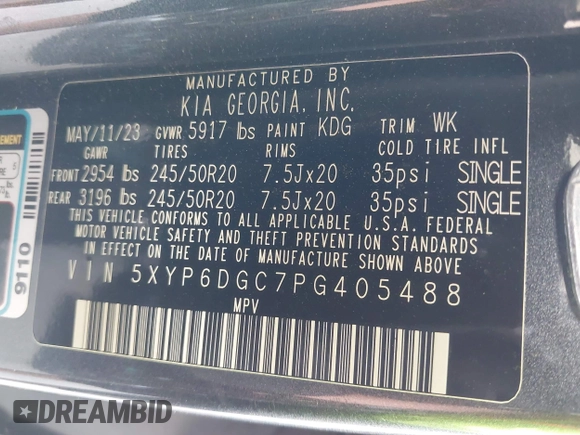 MANUFACTURED BY
KIA GEORGIA, INC.
MAY/11/23 GVWR 5917 lbs PAINT KDG TRIM WK
GAWR TIRES RIMS COLD TIRE INFL
FRONT 2954 lbs 245/50R20 7.5Jx20 35psi SINGLE
REAR 3196 lbs 245/50R20 7.5Jx20 35psi SINGLE
THIS VEHICLE CONFORMS TO ALL APPLICABLE U.S.A. FEDERAL
MOTOR VEHICLE SAFETY AND THEFT PREVENTION STANDARDS
IN EFFECT ON THE DATE OF MANUFACTURE SHOWN ABOVE.
VIN 5XYP6DGC7PG405488
MPV
9110
DREAMBID